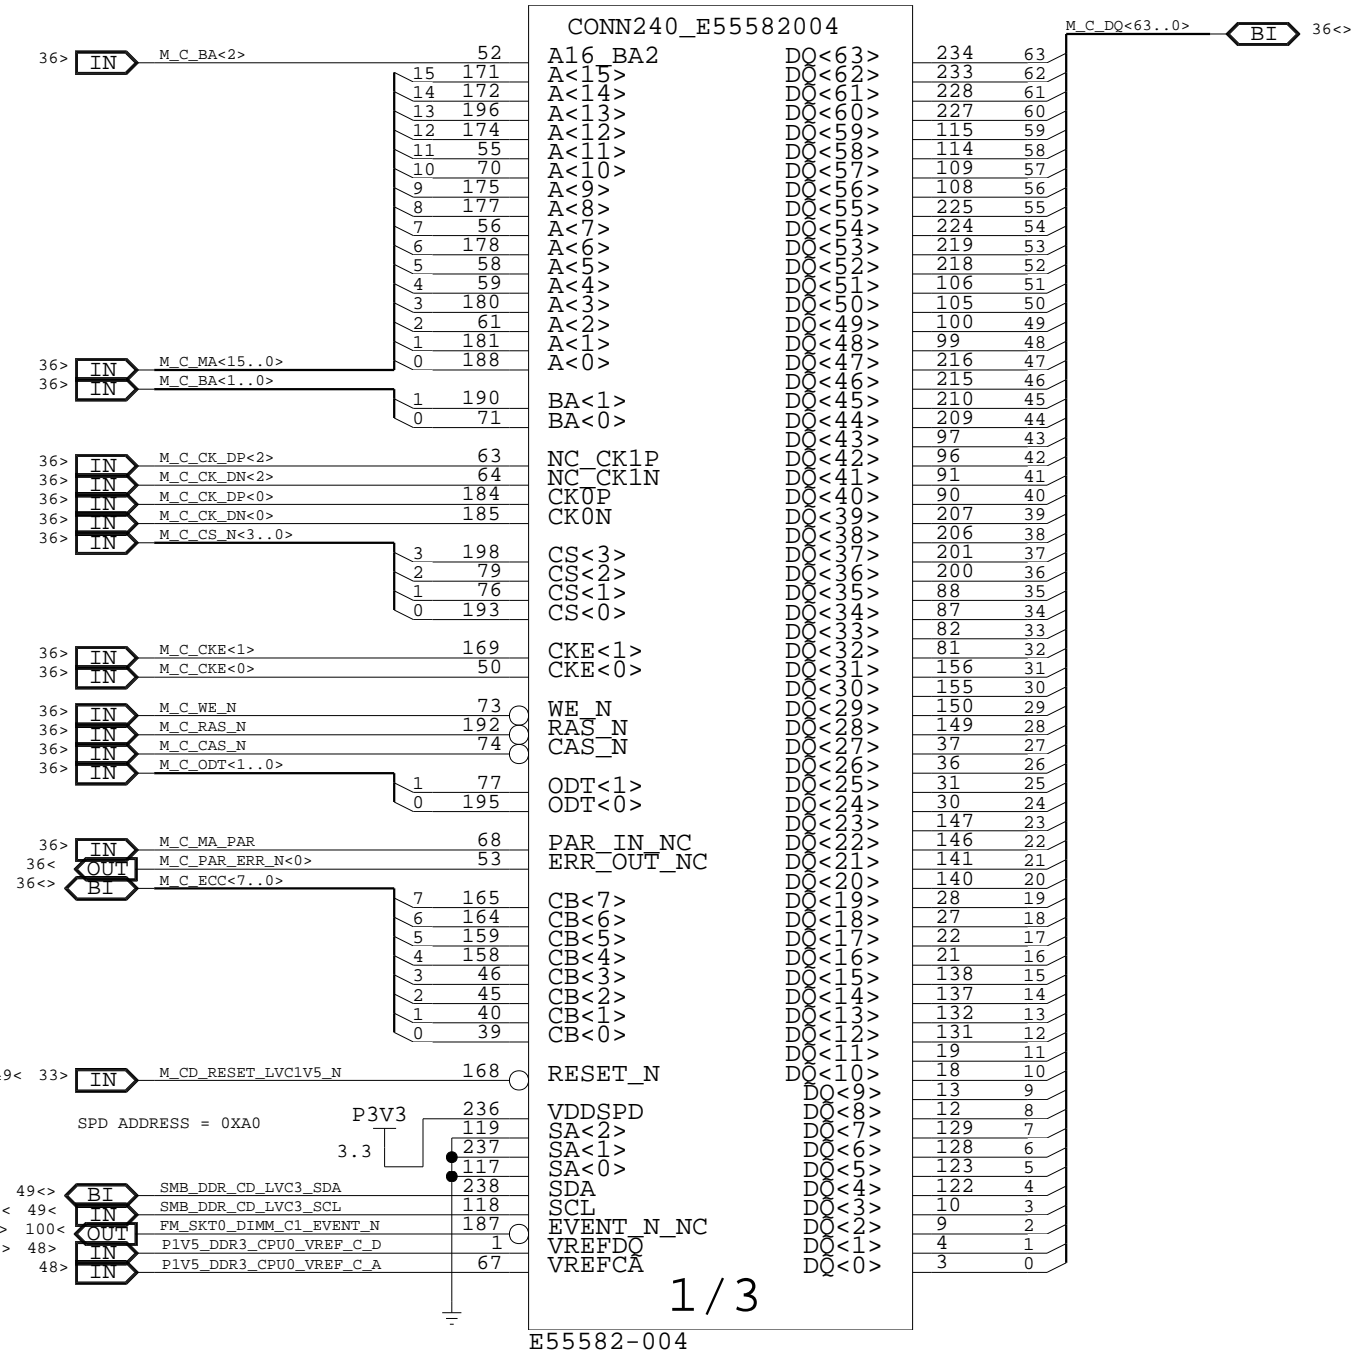 CONN240_E55582004
M_C_DQ<63..0> BI 36<>
36> IN M_C_BA<2> 52 A16_BA2 DQ<63> 234 63
15 171 A<15> DQ<62> 233 62
14 172 A<14> DQ<61> 228 61
13 196 A<13> DQ<60> 227 60
12 174 A<12> DQ<59> 115 59
11 55 A<11> DQ<58> 114 58
10 70 A<10> DQ<57> 109 57
9 175 A<9> DQ<56> 108 56
8 177 A<8> DQ<55> 225 55
7 56 A<7> DQ<54> 224 54
6 178 A<6> DQ<53> 219 53
5 58 A<5> DQ<52> 218 52
4 59 A<4> DQ<51> 106 51
3 180 A<3> DQ<50> 105 50
2 61 A<2> DQ<49> 100 49
1 181 A<1> DQ<48> 99 48
36> IN M_C_MA<15..0> 0 188 A<0> DQ<47> 216 47
36> IN M_C_BA<1..0> DQ<46> 215 46
1 190 BA<1> DQ<45> 210 45
0 71 BA<0> DQ<44> 209 44
DQ<43> 97 43
36> IN M_C_CK_DP<2> 63 NC_CK1P DQ<42> 96 42
36> IN M_C_CK_DN<2> 64 NC_CK1N DQ<41> 91 41
36> IN M_C_CK_DP<0> 184 CK0P DQ<40> 90 40
36> IN M_C_CK_DN<0> 185 CK0N DQ<39> 207 39
36> IN M_C_CS_N<3..0> DQ<38> 206 38
3 198 CS<3> DQ<37> 201 37
2 79 CS<2> DQ<36> 200 36
1 76 CS<1> DQ<35> 88 35
0 193 CS<0> DQ<34> 87 34
DQ<33> 82 33
36> IN M_C_CKE<1> 169 CKE<1> DQ<32> 81 32
36> IN M_C_CKE<0> 50 CKE<0> DQ<31> 156 31
DQ<30> 155 30
36> IN M_C_WE_N 73 WE_N DQ<29> 150 29
36> IN M_C_RAS_N 192 RAS_N DQ<28> 149 28
36> IN M_C_CAS_N 74 CAS_N DQ<27> 37 27
36> IN M_C_ODT<1..0> DQ<26> 36 26
1 77 ODT<1> DQ<25> 31 25
0 195 ODT<0> DQ<24> 30 24
DQ<23> 147 23
36> IN M_C_MA_PAR 68 PAR_IN_NC DQ<22> 146 22
36< OUT M_C_PAR_ERR_N<0> 53 ERR_OUT_NC DQ<21> 141 21
36<> BI M_C_ECC<7..0> DQ<20> 140 20
7 165 CB<7> DQ<19> 28 19
6 164 CB<6> DQ<18> 27 18
5 159 CB<5> DQ<17> 22 17
4 158 CB<4> DQ<16> 21 16
3 46 CB<3> DQ<15> 138 15
2 45 CB<2> DQ<14> 137 14
1 40 CB<1> DQ<13> 132 13
0 39 CB<0> DQ<12> 131 12
DQ<11> 19 11
49< 33> IN M_CD_RESET_LVC1V5_N 168 RESET_N DQ<10> 18 10
DQ<9> 13 9
SPD ADDRESS = 0XA0 P3V3 236 VDDSPD DQ<8> 12 8
119 SA<2> DQ<7> 129 7
3.3 237 SA<1> DQ<6> 128 6
117 SA<0> DQ<5> 123 5
49<> BI SMB_DDR_CD_LVC3_SDA 238 SDA DQ<4> 122 4
< 49< IN SMB_DDR_CD_LVC3_SCL 118 SCL DQ<3> 10 3
> 100< OUT FM_SKT0_DIMM_C1_EVENT_N 187 EVENT_N_NC DQ<2> 9 2
> 48> IN P1V5_DDR3_CPU0_VREF_C_D 1 VREFDQ DQ<1> 4 1
48> IN P1V5_DDR3_CPU0_VREF_C_A 67 VREFCA DQ<0> 3 0
1/3
E55582-004